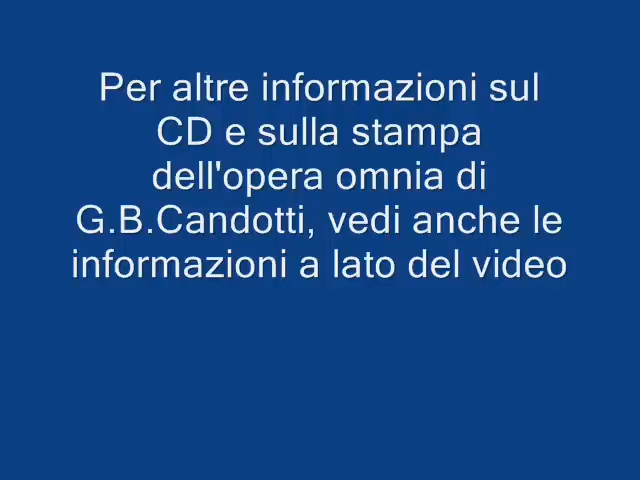 Per altre informazioni sul
CD e sulla stampa
dell'opera omnia di
G.B.Candotti, vedi anche le
informazioni a lato del video